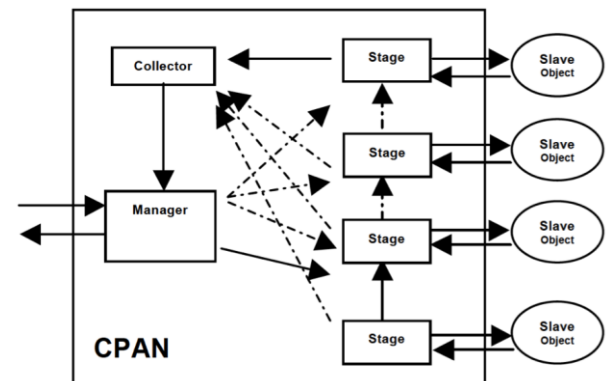 Collector
Stage
Slave
Object
Stage
Slave
Object
Manager
Stage
Slave
Object
CPAN
Stage
Slave
Object